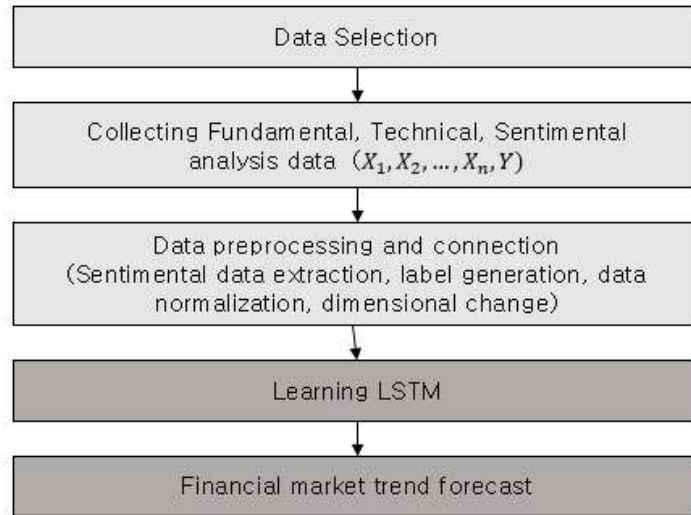 Data Selection
Collecting Fundamental, Technical, Sentimental
analysis data (X₁, X₂, ..., Xₙ, Y)
Data preprocessing and connection
(Sentimental data extraction, label generation, data
normalization, dimensional change)
Learning LSTM
Financial market trend forecast